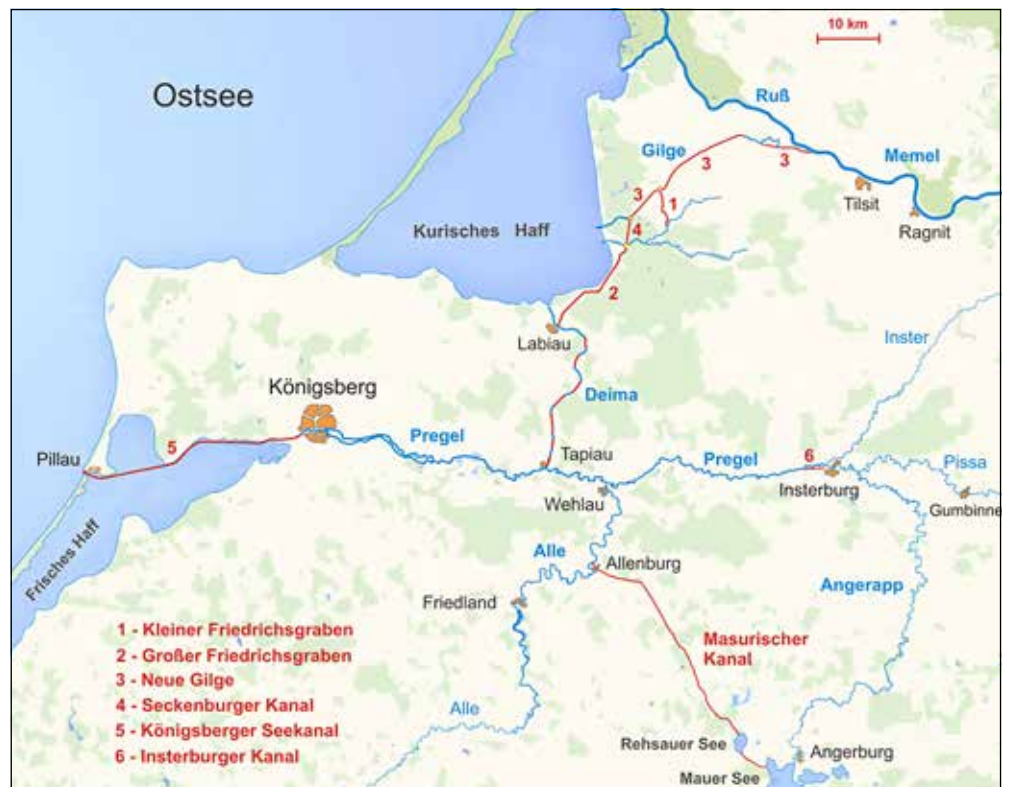 10 km
Ostsee
Ruß
Gilge
3
3
Memel
Tilsit
3
1
Ragnit
Kurisches Haff
4
2
Labiau
Inster
Deima
Königsberg
5
Pregel
Pillau
Tapiau
Pregel
6
Pissa
Insterburg
Wehlau
Gumbinne
Frisches Haff
Alle
Allenburg
Angerapp
Friedland
1 - Kleiner Friedrichsgraben
2 - Großer Friedrichsgraben
3 - Neue Gilge
4 - Seckenburger Kanal
5 - Königsberger Seekanal
6 - Insterburger Kanal
Masurischer
Kanal
Alle
Rehsauer See
Angerburg
Mauer See